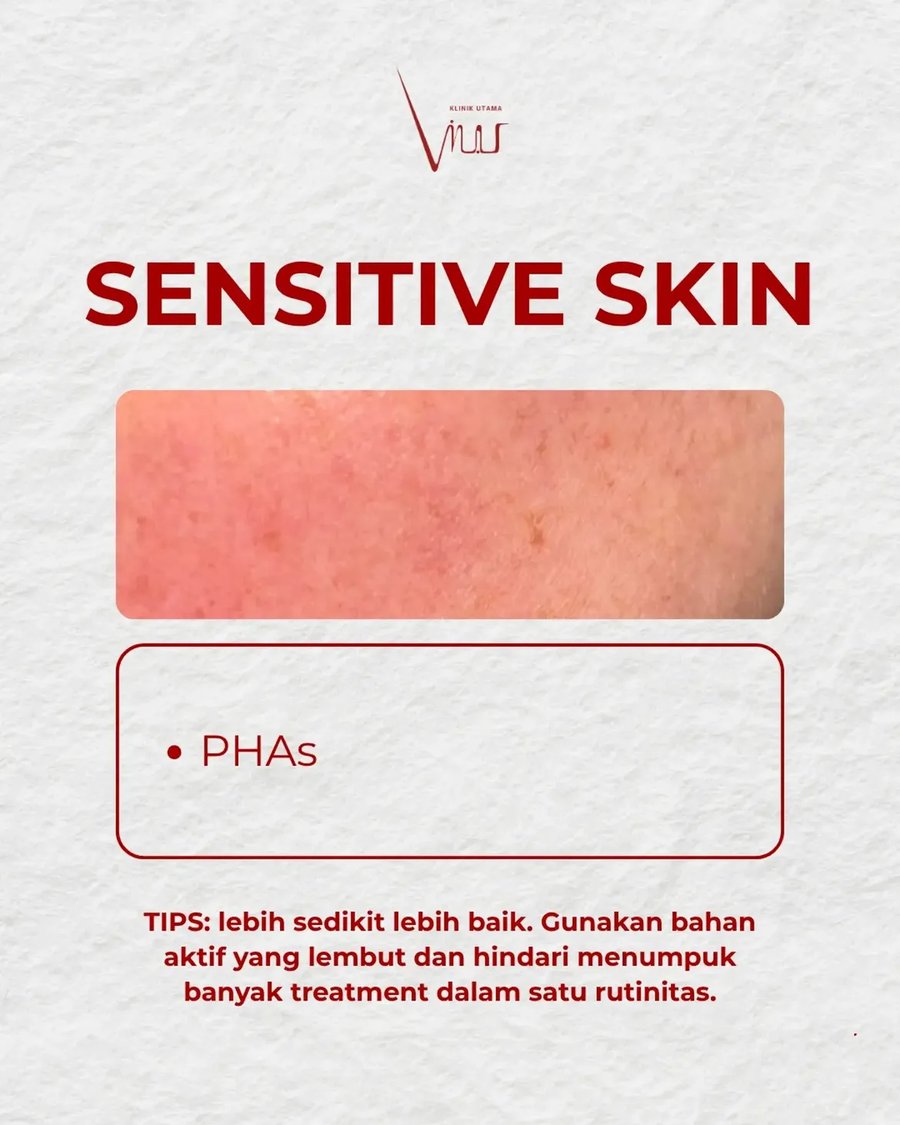 KLINIK UTAMA
SENSITIVE SKIN
• PHAs
TIPS: lebih sedikit lebih baik. Gunakan bahan
aktif yang lembut dan hindari menumpuk
banyak treatment dalam satu rutinitas.